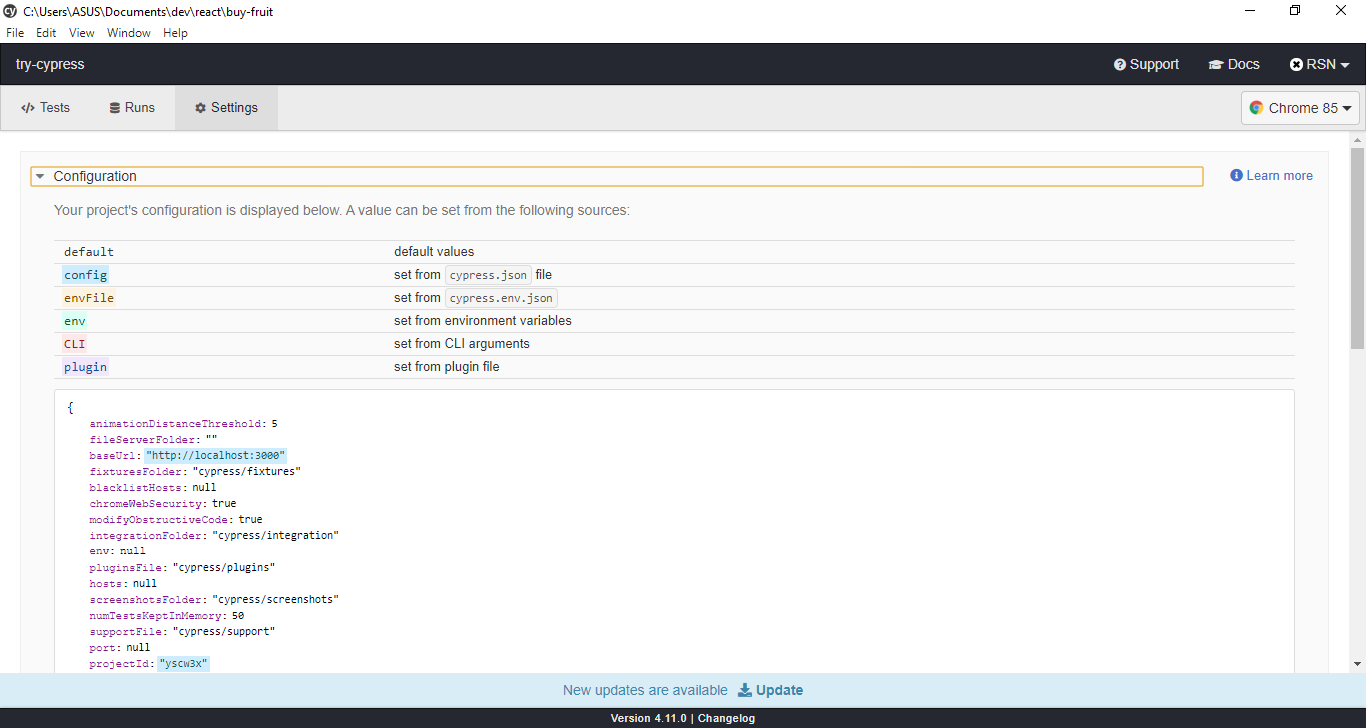 cy C:\Users\ASUS\Documents\dev\react\buy-fruit
File Edit View Window Help
try-cypress Support Docs RSN
</> Tests Runs Settings Chrome 85
Configuration Learn more
Your project's configuration is displayed below. A value can be set from the following sources:
default default values
config set from cypress.json file
envFile set from cypress.env.json
env set from environment variables
CLI set from CLI arguments
plugin set from plugin file
{
animationDistanceThreshold: 5
fileServerFolder: ""
baseUrl: "http://localhost:3000"
fixturesFolder: "cypress/fixtures"
blacklistHosts: null
chromeWebSecurity: true
modifyObstructiveCode: true
integrationFolder: "cypress/integration"
env: null
pluginsFile: "cypress/plugins"
hosts: null
screenshotsFolder: "cypress/screenshots"
numTestsKeptInMemory: 50
supportFile: "cypress/support"
port: null
projectId: "yscw3x"
New updates are available Update
Version 4.11.0 | Changelog